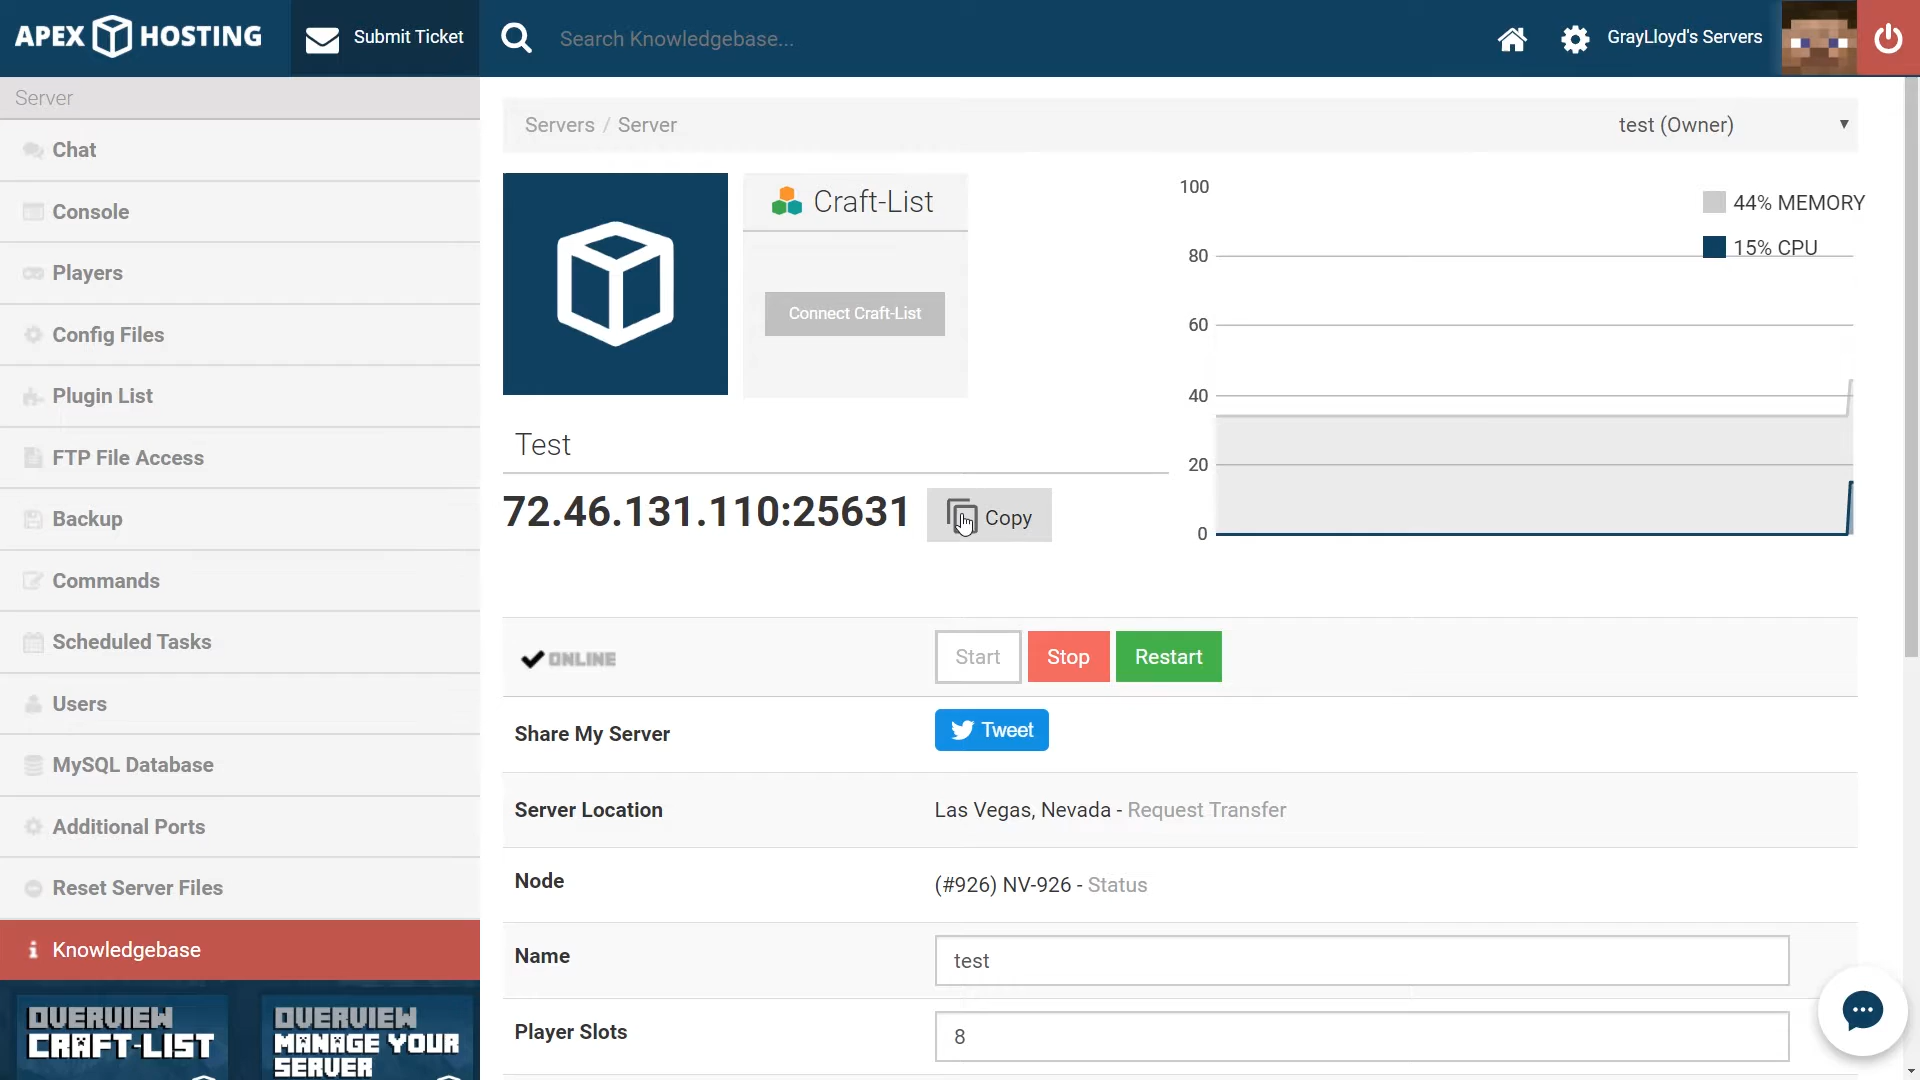 APEX HOSTING
Submit Ticket
Search Knowledgebase...
GrayLloyd's Servers
Server
Chat
Console
Players
Config Files
Plugin List
FTP File Access
Backup
Commands
Scheduled Tasks
Users
MySQL Database
Additional Ports
Reset Server Files
Knowledgebase
OVERVIEW
CRAFT-LIST
OVERVIEW
MANAGE YOUR
SERVER
Servers / Server
test (Owner)
Craft-List
Connect Craft-List
100
80
60
40
20
0
44% MEMORY
15% CPU
Test
72.46.131.110:25631
Copy
ONLINE
Start
Stop
Restart
Share My Server
Tweet
Server Location
Las Vegas, Nevada - Request Transfer
Node
(#926) NV-926 - Status
Name
test
Player Slots
8